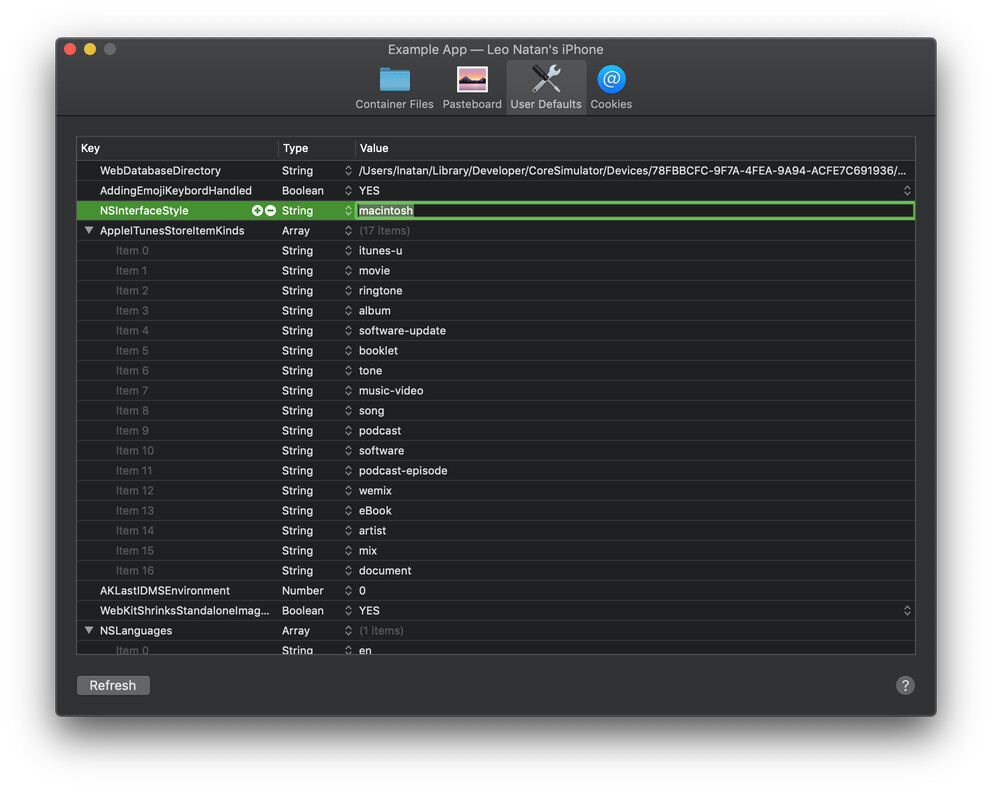 Example App — Leo Natan's iPhone
Container Files Pasteboard User Defaults Cookies
Key Type Value
WebDatabaseDirectory String /Users/lnatan/Library/Developer/CoreSimulator/Devices/78FBBCFC-9F7A-4FEA-9A94-ACFE7C691936/...
AddingEmojiKeybordHandled Boolean YES
NSInterfaceStyle String macintosh
AppleITunesStoreItemKinds Array (17 items)
Item 0 String itunes-u
Item 1 String movie
Item 2 String ringtone
Item 3 String album
Item 4 String software-update
Item 5 String booklet
Item 6 String tone
Item 7 String music-video
Item 8 String song
Item 9 String podcast
Item 10 String software
Item 11 String podcast-episode
Item 12 String wemix
Item 13 String eBook
Item 14 String artist
Item 15 String mix
Item 16 String document
AKLastIDMSEnvironment Number 0
WebKitShrinksStandaloneImag... Boolean YES
NSLanguages Array (1 items)
Item 0 String en
Refresh ?